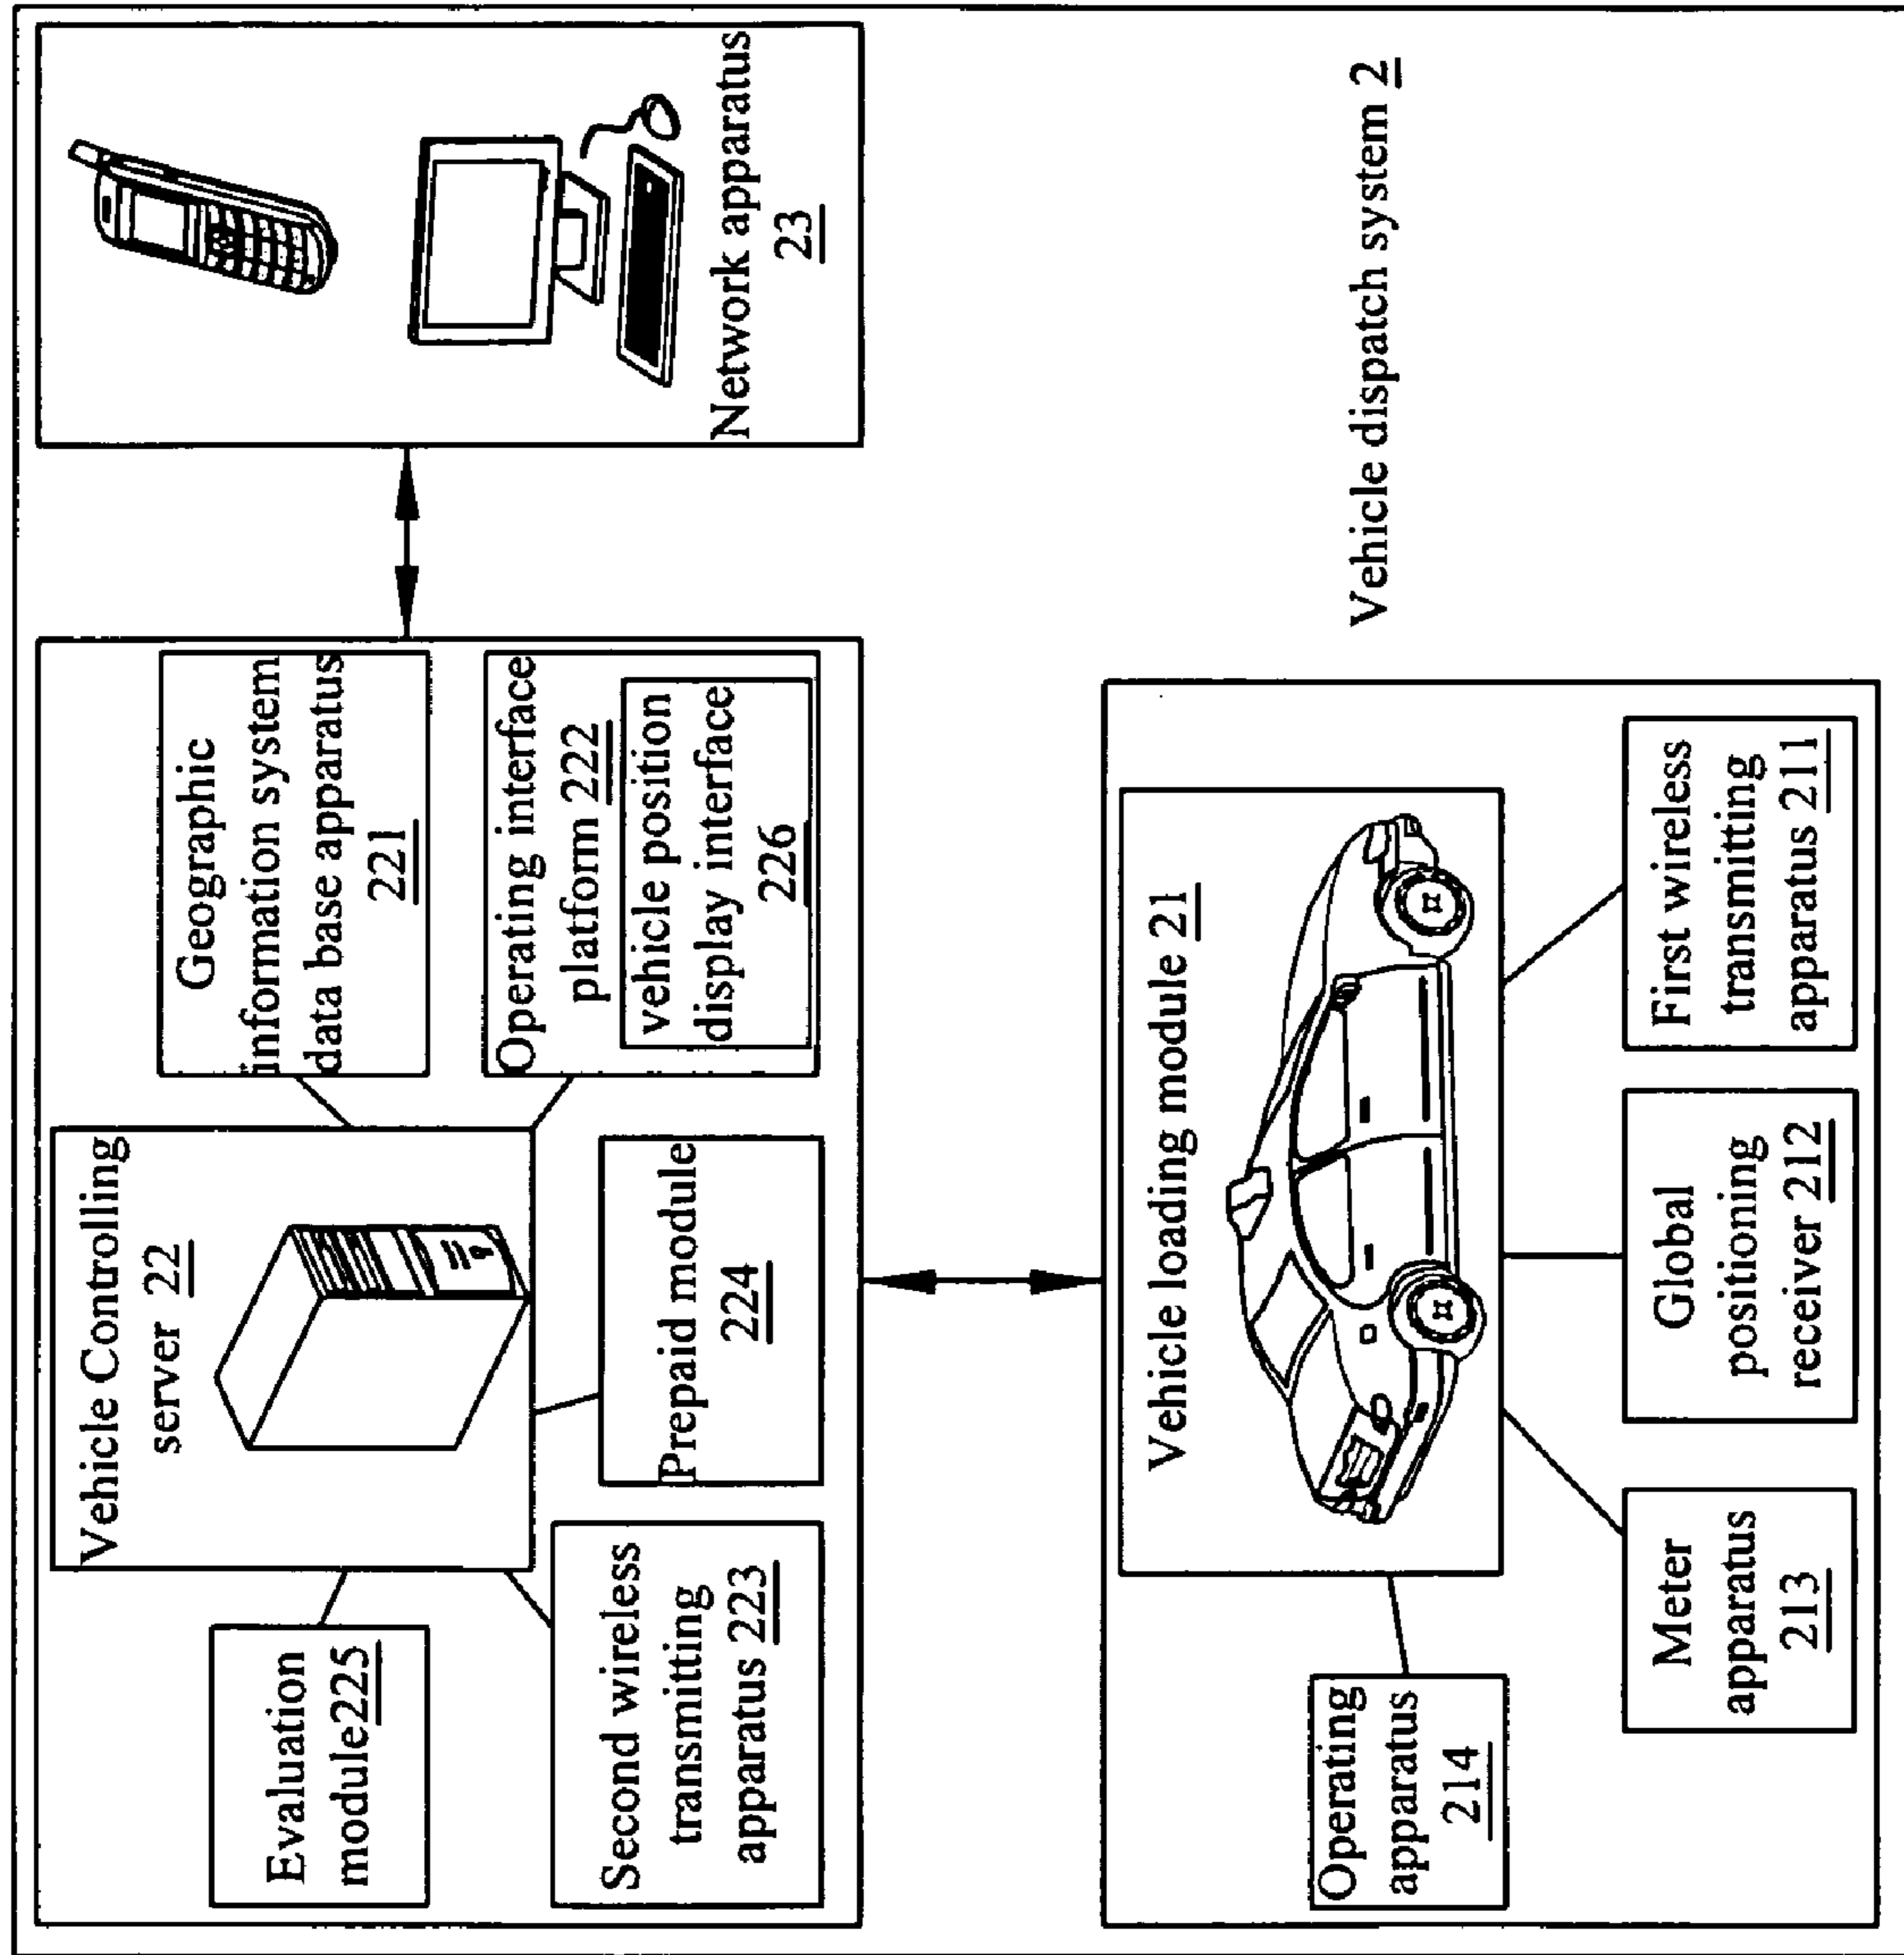 Vehicle Controlling
server 22
Evaluation
module225
Second wireless
transmitting
apparatus 223
Prepaid module
224
Geographic
information system
data base apparatus
221
Operating interface
platform 222
vehicle position
display interface
226
Network apparatus
23
Vehicle loading module 21
Operating
apparatus
214
Meter
apparatus
213
Global
positioning
receiver 212
First wireless
transmitting
apparatus 211
Vehicle dispatch system 2